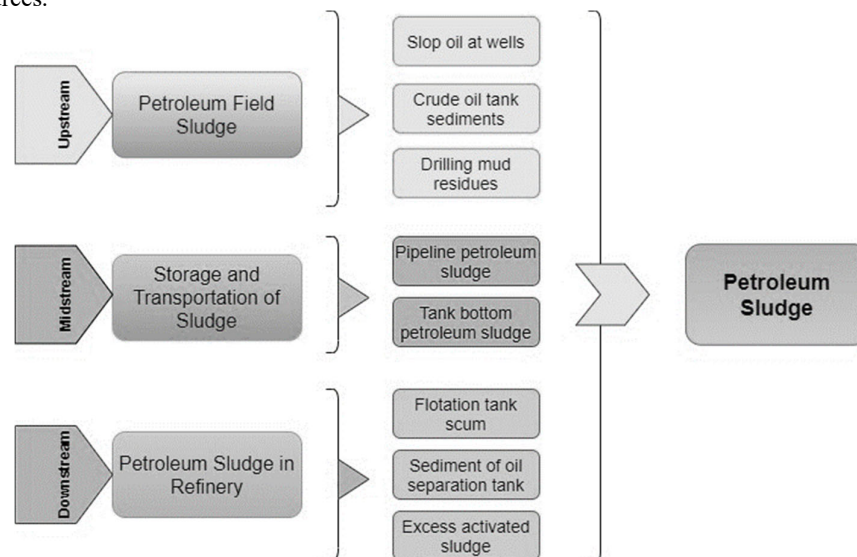 Upstream
Petroleum Field
Sludge
Slop oil at wells
Crude oil tank
sediments
Drilling mud
residues
Midstream
Storage and
Transportation of
Sludge
Pipeline petroleum
sludge
Tank bottom
petroleum sludge
Petroleum
Sludge
Downstream
Petroleum Sludge in
Refinery
Flotation tank
scum
Sediment of oil
separation tank
Excess activated
sludge